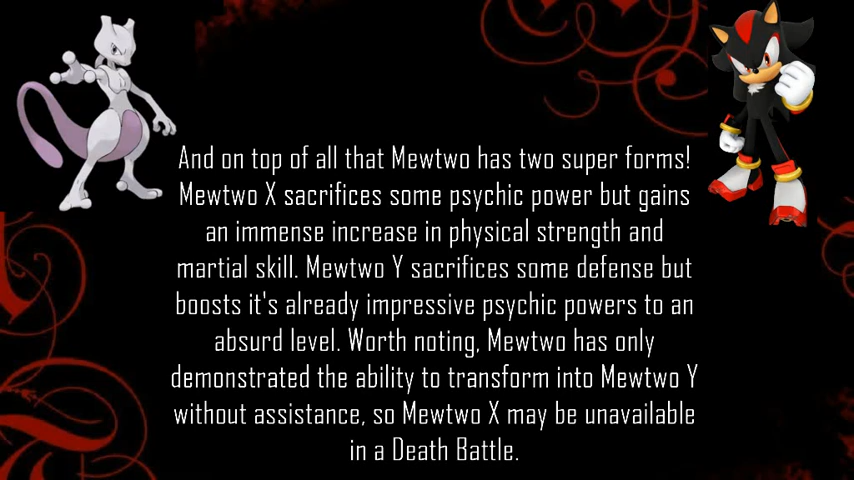 And on top of all that Mewtwo has two super forms!
Mewtwo X sacrifices some psychic power but gains
an immense increase in physical strength and
martial skill. Mewtwo Y sacrifices some defense but
boosts it's already impressive psychic powers to an
absurd level. Worth noting, Mewtwo has only
demonstrated the ability to transform into Mewtwo Y
without assistance, so Mewtwo X may be unavailable
in a Death Battle.